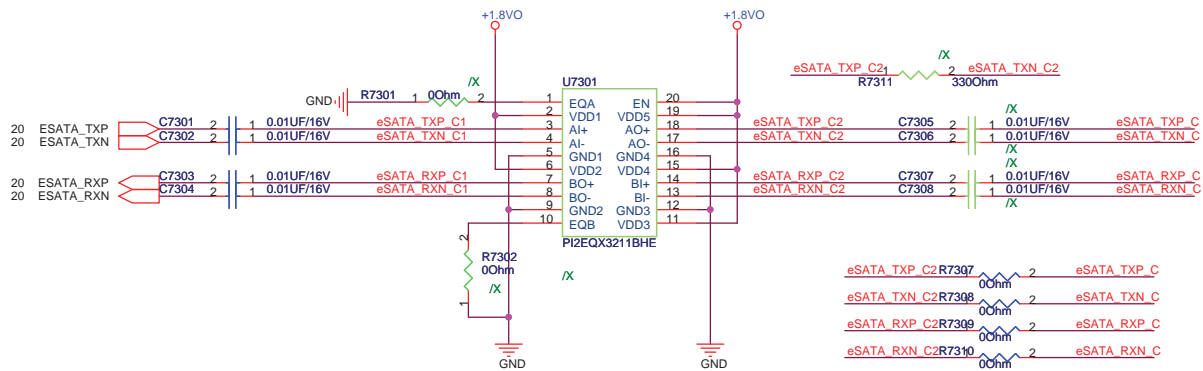 +1.8VO +1.8VO
/X
eSATA_TXP_C2 1 2 eSATA_TXN_C2
R7311 330Ohm
/X
U7301
GND R7301 1 0Ohm 2 1 EQA EN 20
2 VDD1 VDD5 19
/X
20 ESATA_TXP C7301 2 1 0.01UF/16V eSATA_TXP_C1 3 AI+ AO+ 18 eSATA_TXP_C2 C7305 2 1 0.01UF/16V eSATA_TXP_C
20 ESATA_TXN C7302 2 1 0.01UF/16V eSATA_TXN_C1 4 AI- AO- 17 eSATA_TXN_C2 C7306 2 1 0.01UF/16V eSATA_TXN_C
/X
5 GND1 GND4 16
6 VDD2 VDD4 15
/X
20 ESATA_RXP C7303 2 1 0.01UF/16V eSATA_RXP_C1 7 BO+ BI+ 14 eSATA_RXP_C2 C7307 2 1 0.01UF/16V eSATA_RXP_C
20 ESATA_RXN C7304 2 1 0.01UF/16V eSATA_RXN_C1 8 BO- BI- 13 eSATA_RXN_C2 C7308 2 1 0.01UF/16V eSATA_RXN_C
/X
9 GND2 GND3 12
10 EQB VDD3 11
PI2EQX3211BHE
2
R7302
0Ohm
/X
/X
1
GND GND
eSATA_TXP_C2 R7307 1 2 eSATA_TXP_C
0Ohm
eSATA_TXN_C2 R7308 1 2 eSATA_TXN_C
0Ohm
eSATA_RXP_C2 R7309 1 2 eSATA_RXP_C
0Ohm
eSATA_RXN_C2 R7310 1 2 eSATA_RXN_C
0Ohm